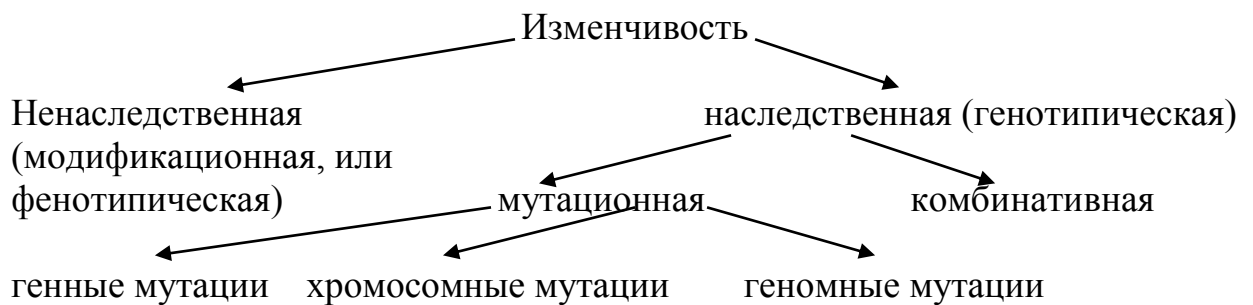 Изменчивость
Ненаследственная
(модификационная, или
фенотипическая)
наследственная (генотипическая)
мутационная
комбинативная
генные мутации
хромосомные мутации
геномные мутации